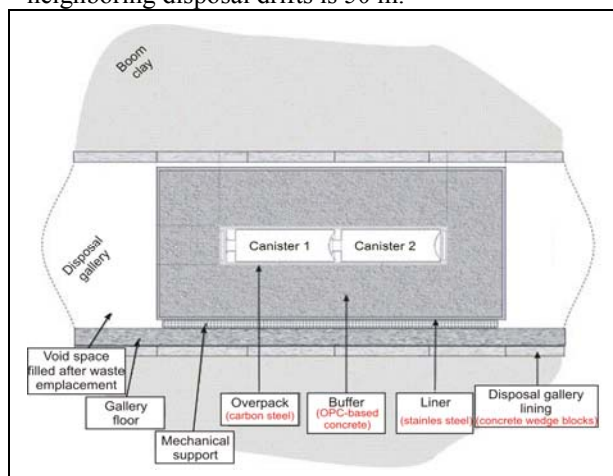 neighboring disposal drifts is 50 m.
Boom
clay
Canister 1
Canister 2
Disposal
gallery
Void space
filled after waste
emplacement
Gallery
floor
Mechanical
support
Overpack
(carbon steel)
Buffer
(OPC-based
concrete)
Liner
(stainles steel)
Disposal gallery
lining
(concrete wedge blocks)